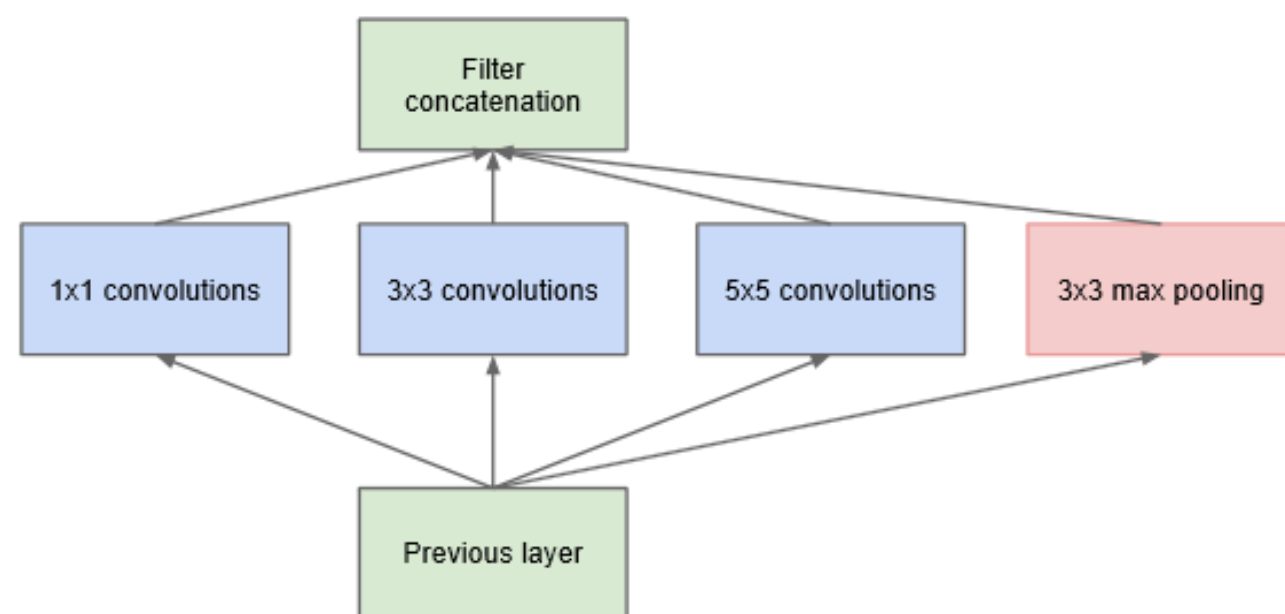 Filter
concatenation
1x1 convolutions
3x3 convolutions
5x5 convolutions
3x3 max pooling
Previous layer